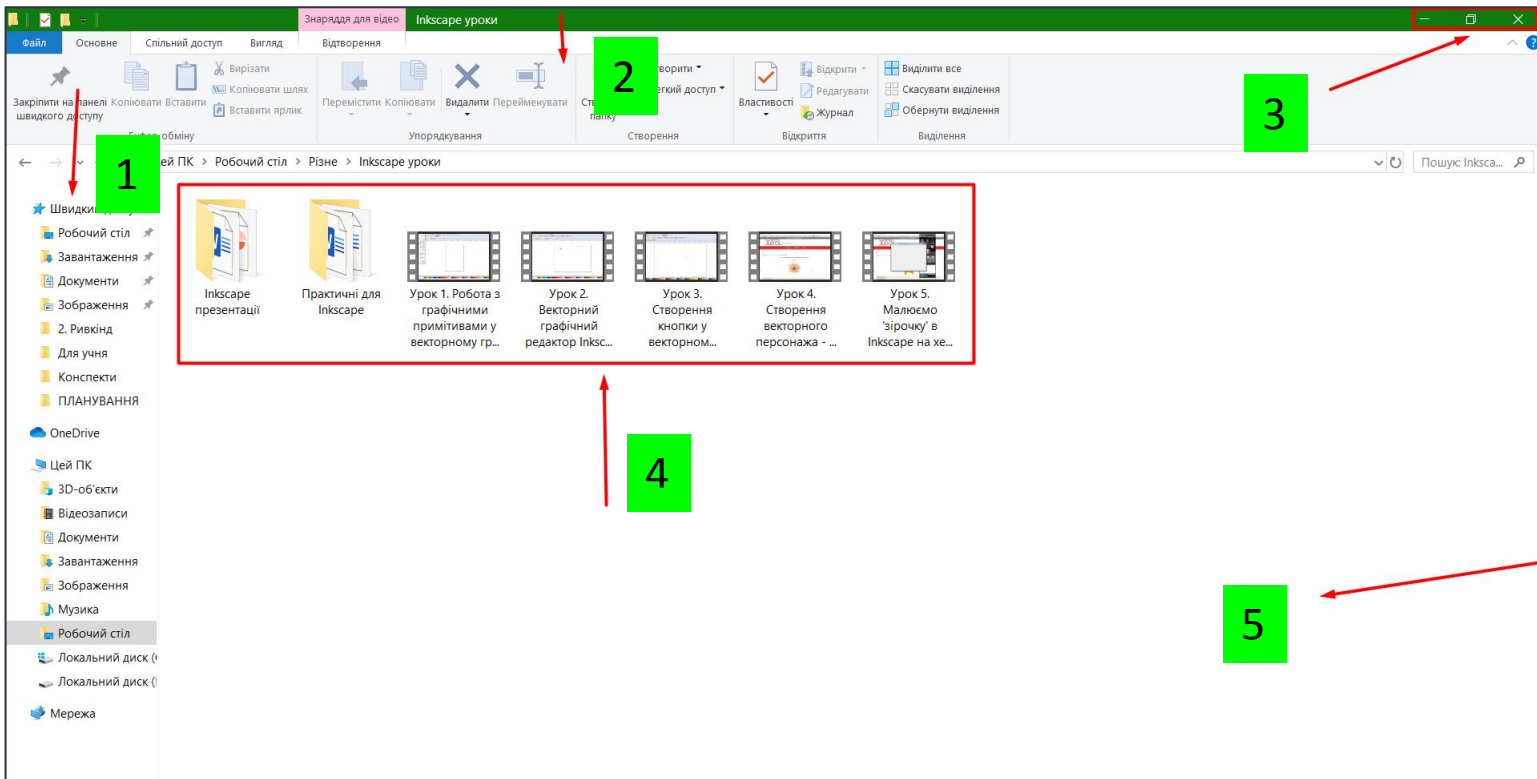 Знаряддя для відео Inkscape уроки
Файл Основне Спільний доступ Вигляд Відтворення
Закріпити на панелі швидкого доступу
Копіювати
Вставити
Вирізати
Копіювати шлях
Вставити ярлик
обміну
Перемістити
Копіювати
Видалити
Перейменувати
Упорядкування
папку
Створення
Властивості
Відкрити
Редагувати
Журнал
Відкриття
Виділити все
Скасувати виділення
Обернути виділення
Виділення
2
3
1
ПК > Робочий стіл > Різне > Inkscape уроки
Пошук: Inksca...
Робочий стіл
Завантаження
Документи
Зображення
2. Ривкінд
Для учня
Конспекти
ПЛАНУВАННЯ
OneDrive
Цей ПК
3D-об'єкти
Відеозаписи
Документи
Завантаження
Зображення
Музика
Робочий стіл
Локальний диск (
Локальний диск (
Мережа
Inkscape
презентації
Практичні для
Inkscape
Урок 1. Робота з
графічними
примітивами у
векторному гр...
Урок 2.
Векторний
графічний
редактор Inksc...
Урок 3.
Створення
кнопки у
векторном...
Урок 4.
Створення
векторного
персонажа - ...
Урок 5.
Малюємо
'зірочку' в
Inkscape на хе...
4
5